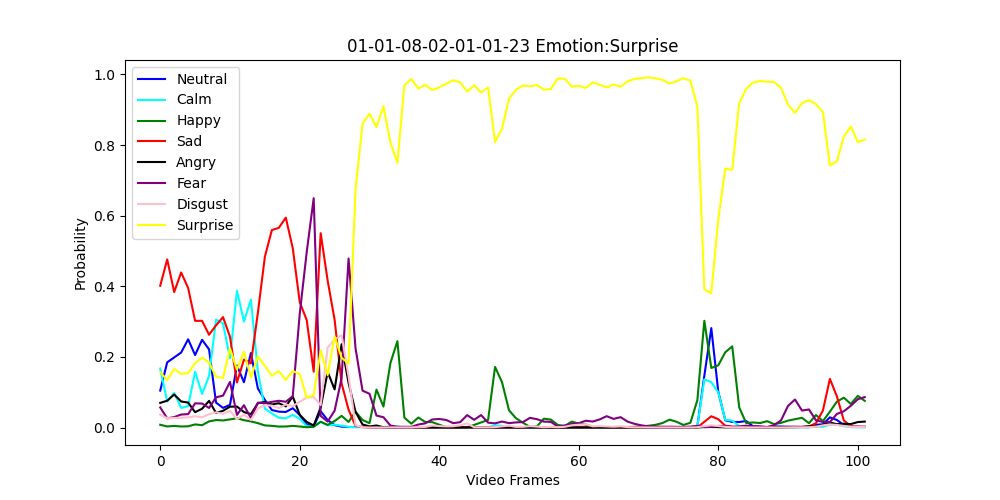 01-01-08-02-01-01-23 Emotion:Surprise
1.0
0.8
0.6
0.4
0.2
0.0
Probability
Neutral
Calm
Happy
Sad
Angry
Fear
Disgust
Surprise
0 20 40 60 80 100
Video Frames